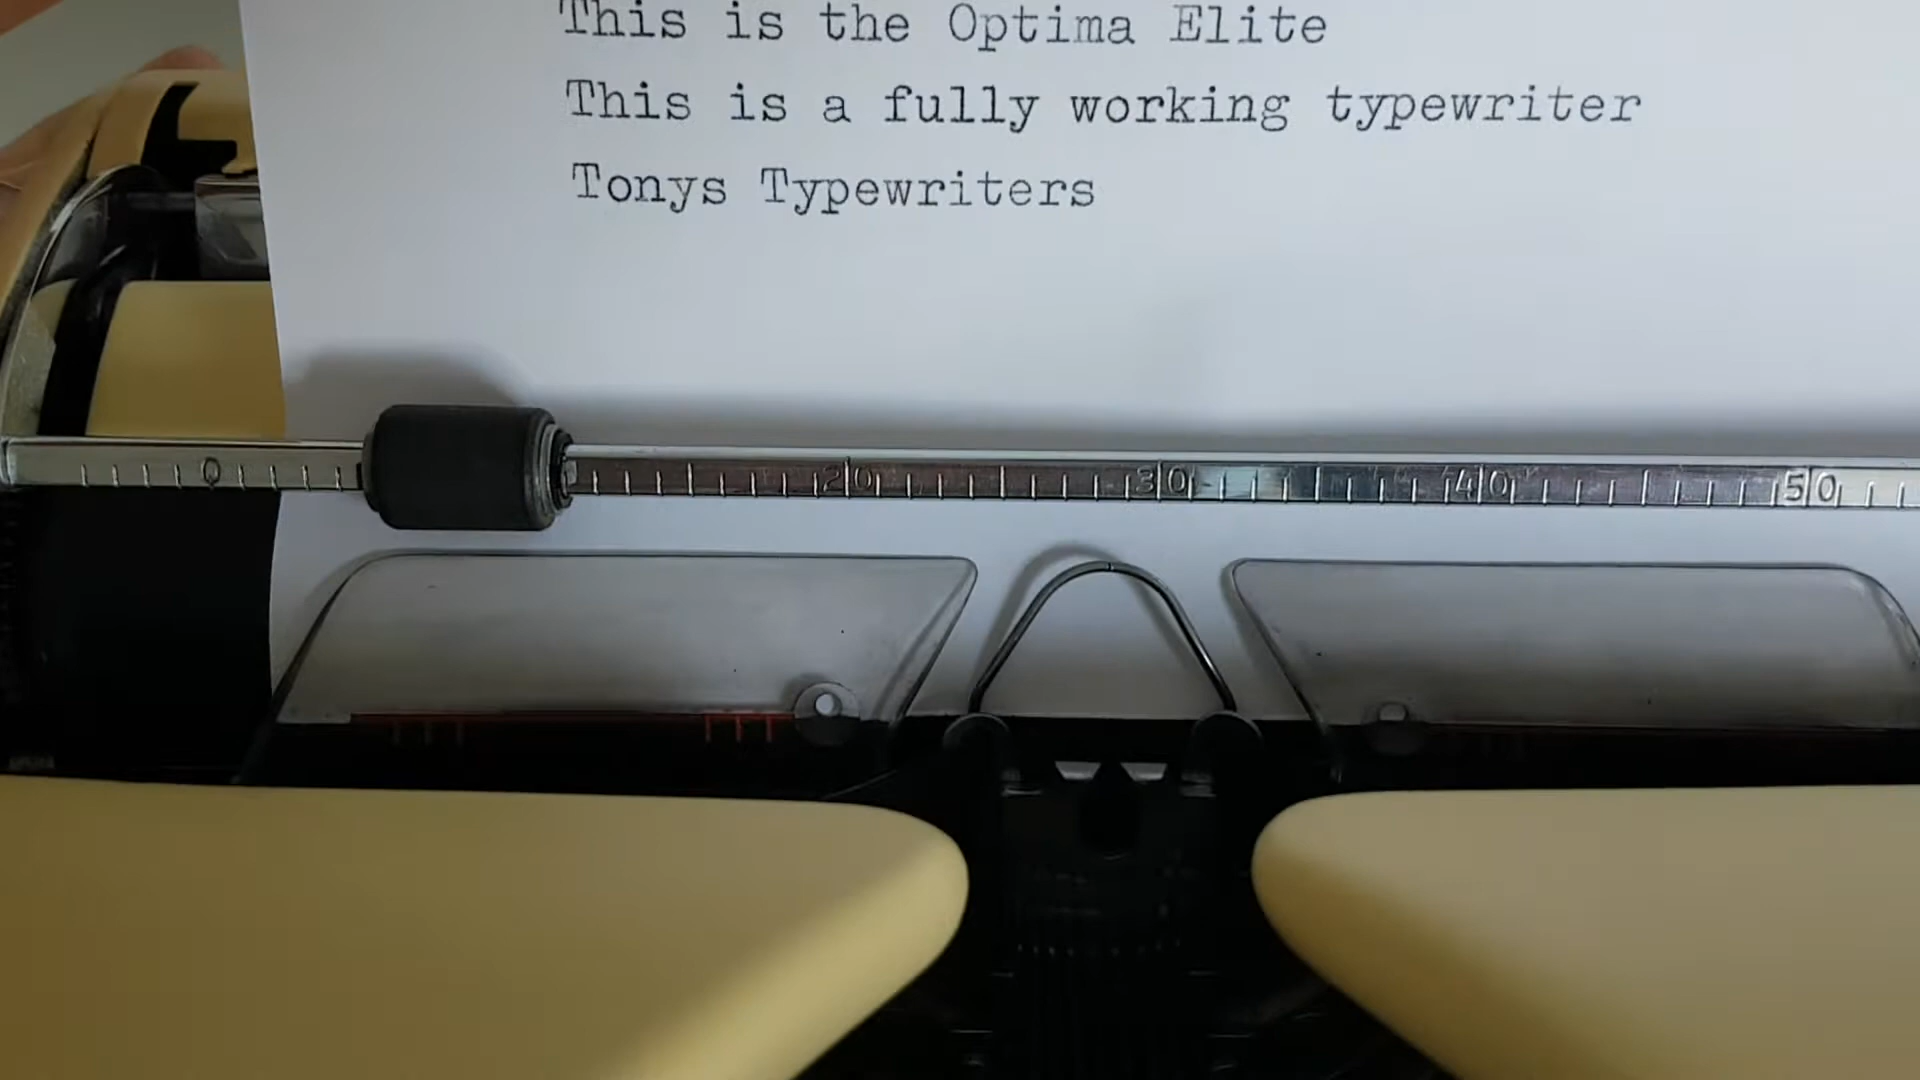 This is the Optima Elite
This is a fully working typewriter
Tonys Typewriters
0 20 30 40 50